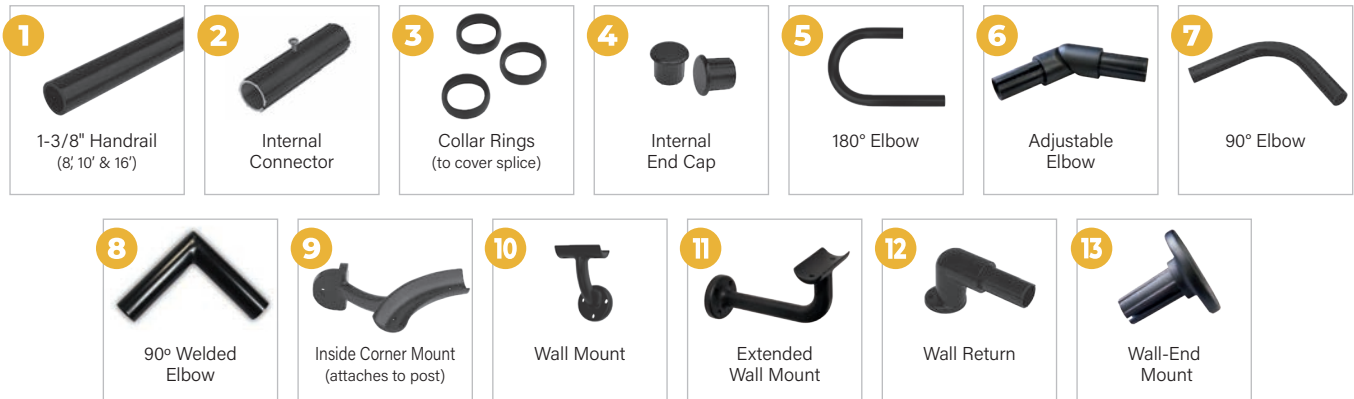 1
1-3/8" Handrail
(8', 10' & 16')
2
Internal
Connector
3
Collar Rings
(to cover splice)
4
Internal
End Cap
5
180° Elbow
6
Adjustable
Elbow
7
90° Elbow
8
90º Welded
Elbow
9
Inside Corner Mount
(attaches to post)
10
Wall Mount
11
Extended
Wall Mount
12
Wall Return
13
Wall-End
Mount